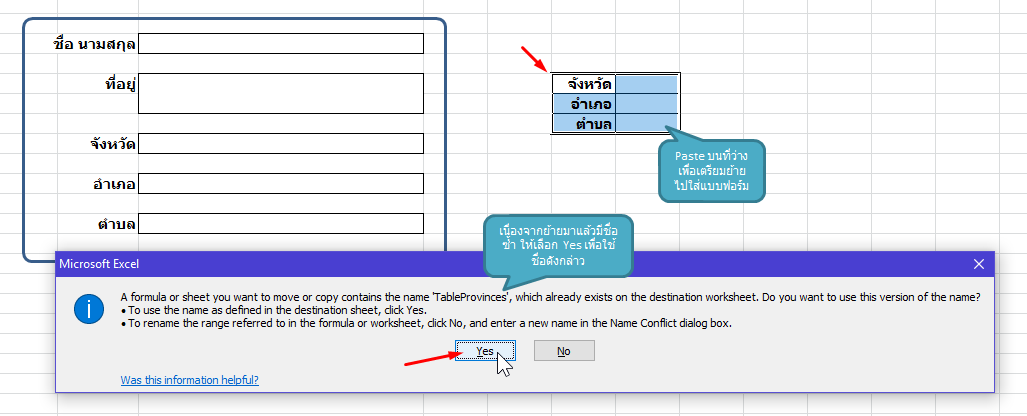 ชื่อ นามสกุล
ที่อยู่
จังหวัด
อำเภอ
ตำบล
จังหวัด
อำเภอ
ตำบล
Paste บนที่ว่าง
เพื่อเตรียมย้าย
ไปใส่แบบฟอร์ม
เนื่องจากย้ายมาแล้วมีชื่อ
ซ้ำ ให้เลือก Yes เพื่อใช้
ชื่อดังกล่าว
Microsoft Excel
A formula or sheet you want to move or copy contains the name 'TableProvinces', which already exists on the destination worksheet. Do you want to use this version of the name?
• To use the name as defined in the destination sheet, click Yes.
• To rename the range referred to in the formula or worksheet, click No, and enter a new name in the Name Conflict dialog box.
Yes
No
Was this information helpful?